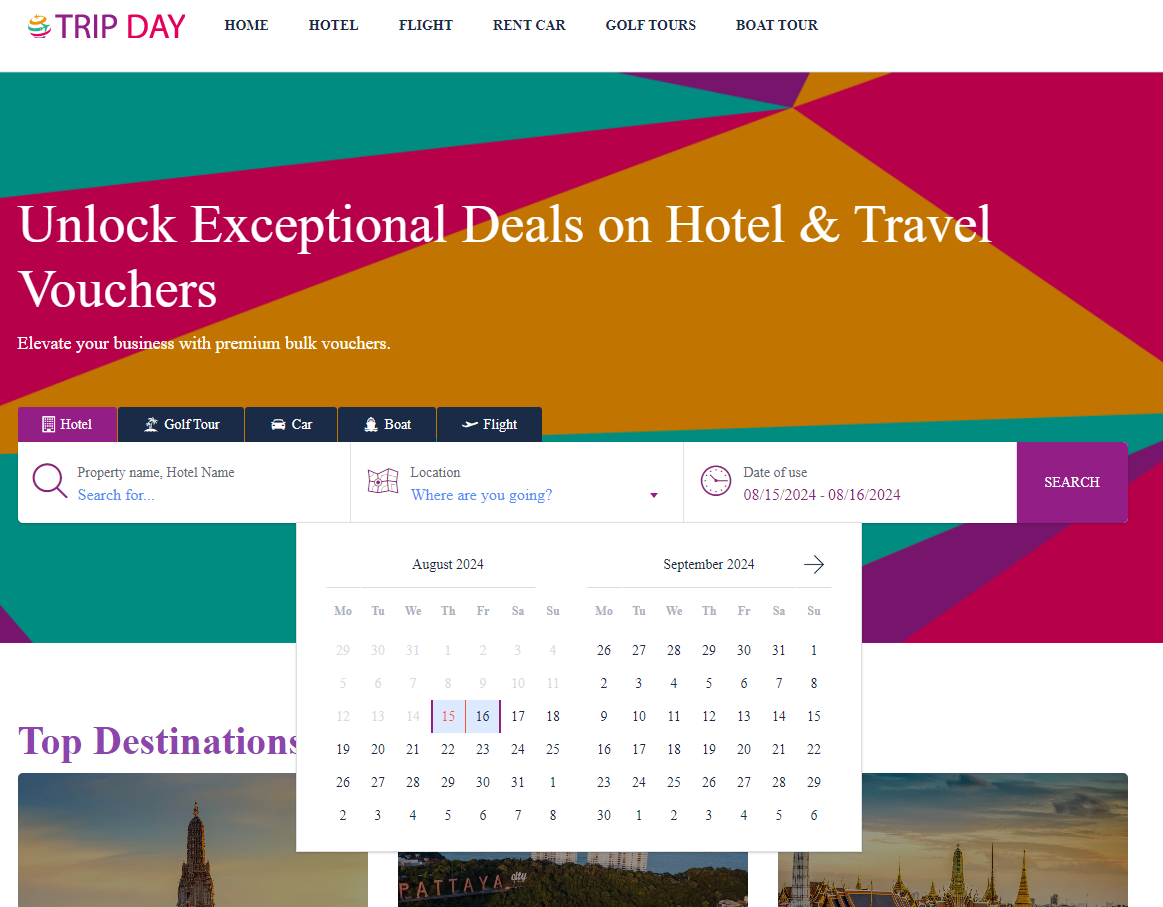 TRIP DAY
HOME HOTEL FLIGHT RENT CAR GOLF TOURS BOAT TOUR
Unlock Exceptional Deals on Hotel & Travel
Vouchers
Elevate your business with premium bulk vouchers.
Hotel Golf Tour Car Boat Flight
Property name, Hotel Name
Search for...
Location
Where are you going?
Date of use
08/15/2024 - 08/16/2024
SEARCH
August 2024
Mo Tu We Th Fr Sa Su
29 30 31 1 2 3 4
5 6 7 8 9 10 11
12 13 14 15 16 17 18
19 20 21 22 23 24 25
26 27 28 29 30 31 1
2 3 4 5 6 7 8
September 2024
Mo Tu We Th Fr Sa Su
26 27 28 29 30 31 1
2 3 4 5 6 7 8
9 10 11 12 13 14 15
16 17 18 19 20 21 22
23 24 25 26 27 28 29
30 1 2 3 4 5 6
Top Destinations
PATTAYA city